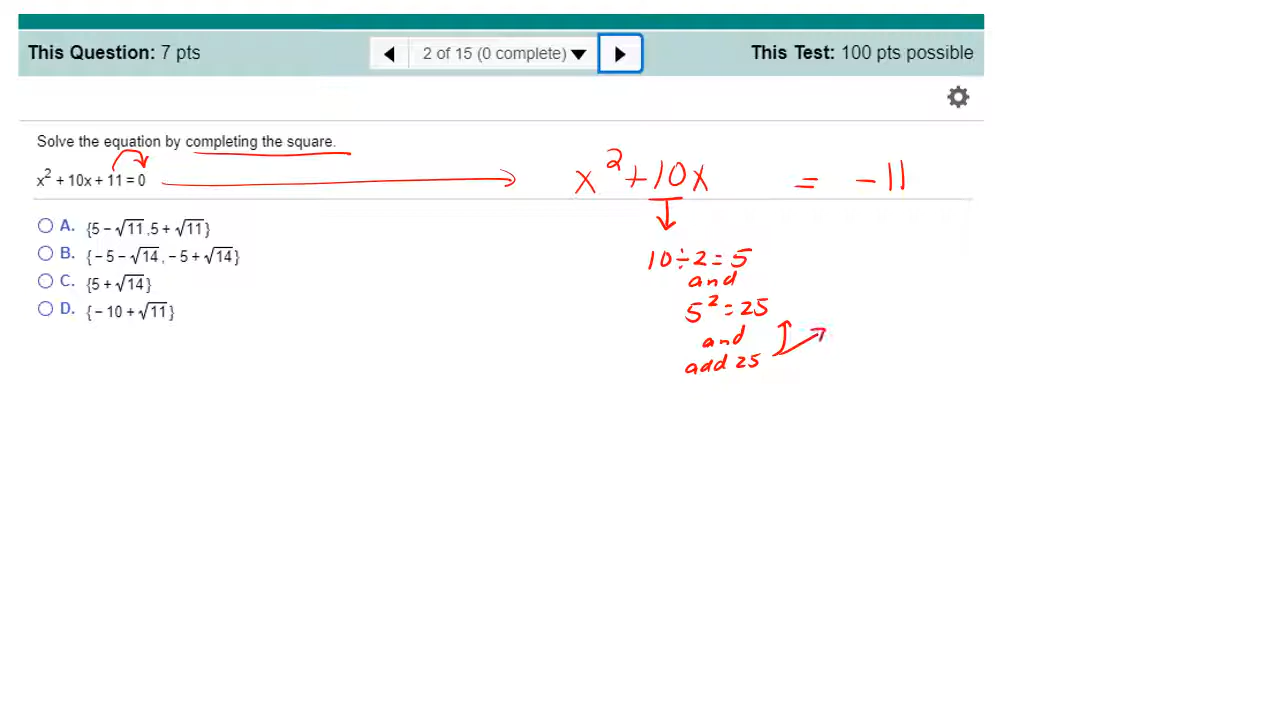 This Question: 7 pts
2 of 15 (0 complete)
This Test: 100 pts possible
Solve the equation by completing the square.
x² + 10x + 11 = 0
x² + 10x = -11
A. {5 − √11, 5 + √11}
B. {− 5 − √14, − 5 + √14}
C. {5 + √14}
D. {− 10 + √11}
10 ÷ 2 = 5
and
5² = 25
and
add 25